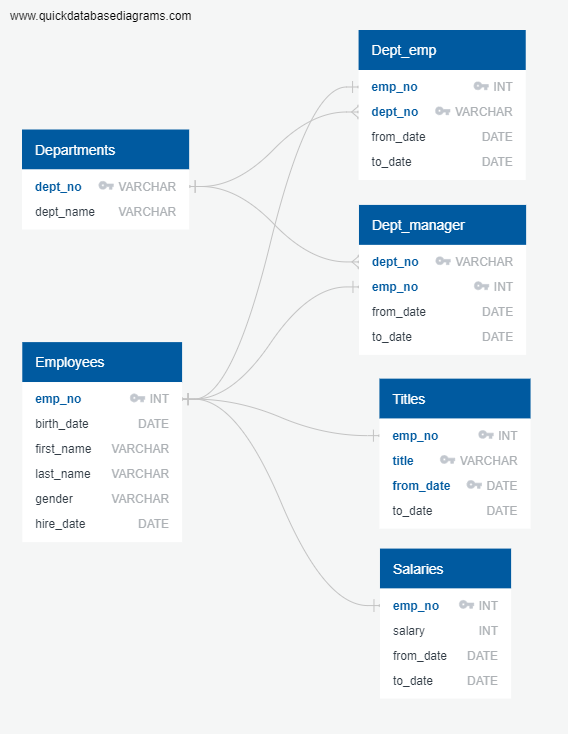 www.quickdatabasediagrams.com
Dept_emp
emp_no INT
dept_no VARCHAR
from_date DATE
to_date DATE
Departments
dept_no VARCHAR
dept_name VARCHAR
Dept_manager
dept_no VARCHAR
emp_no INT
from_date DATE
to_date DATE
Employees
emp_no INT
birth_date DATE
first_name VARCHAR
last_name VARCHAR
gender VARCHAR
hire_date DATE
Titles
emp_no INT
title VARCHAR
from_date DATE
to_date DATE
Salaries
emp_no INT
salary INT
from_date DATE
to_date DATE